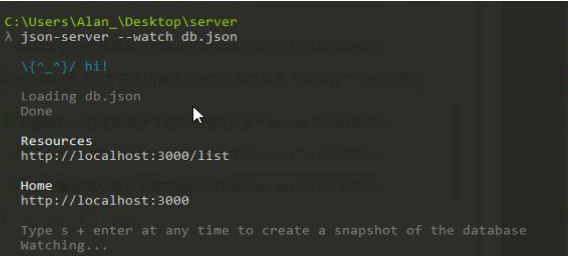 C:\Users\Alan_\Desktop\server
λ json-server --watch db.json
\{^_^}/ hi!
Loading db.json
Done
Resources
http://localhost:3000/list
Home
http://localhost:3000
Type s + enter at any time to create a snapshot of the database
Watching...